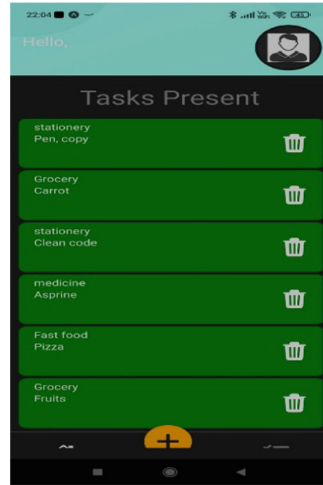 22:04
Hello,
Tasks Present
stationery
Pen, copy
Grocery
Carrot
stationery
Clean code
medicine
Asprine
Fast food
Pizza
Grocery
Fruits